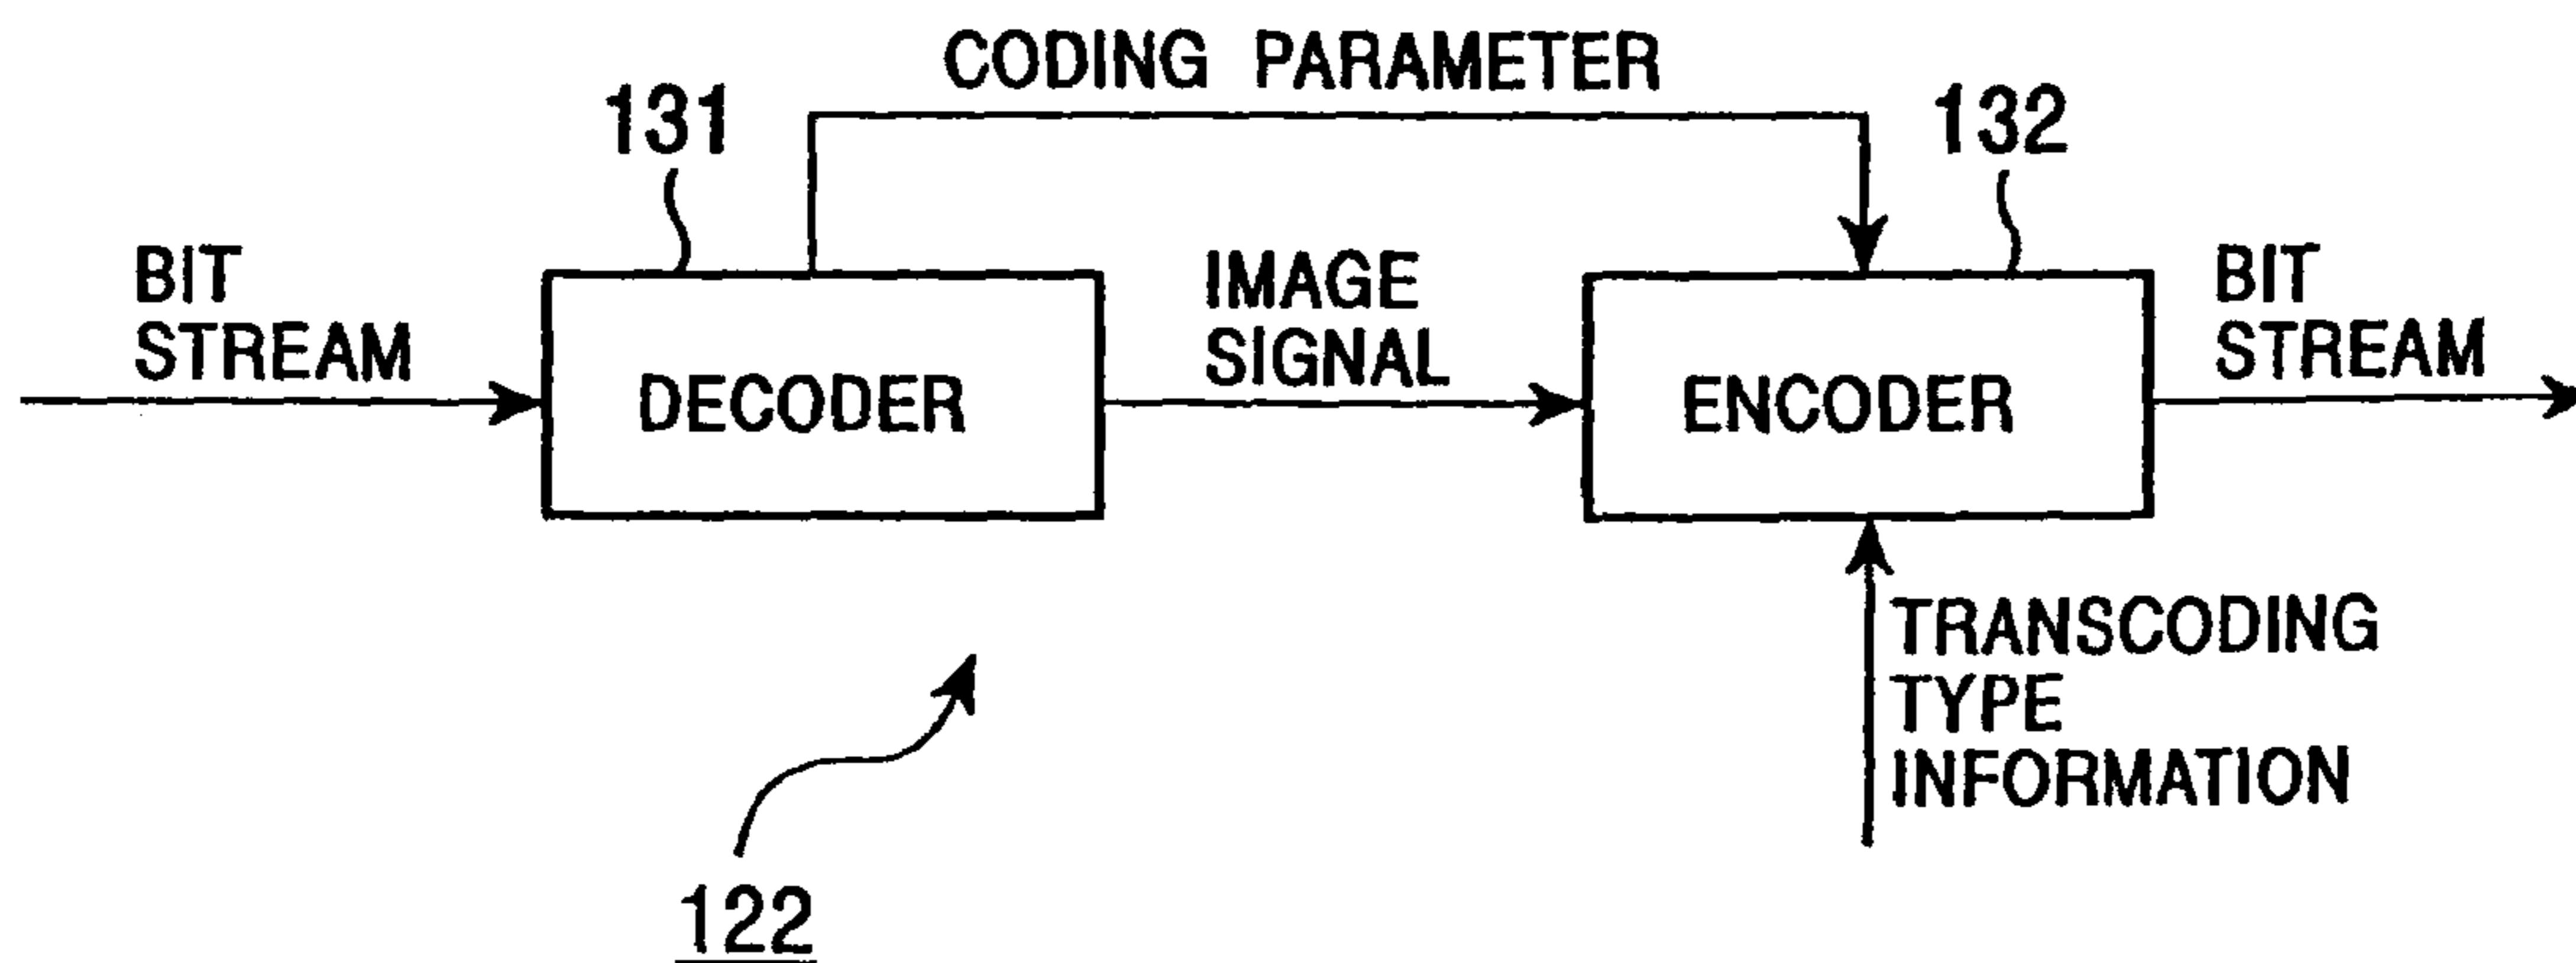 CODING PARAMETER
131
132
BIT
STREAM
IMAGE
SIGNAL
BIT
STREAM
DECODER
ENCODER
TRANSCODING
TYPE
INFORMATION
122